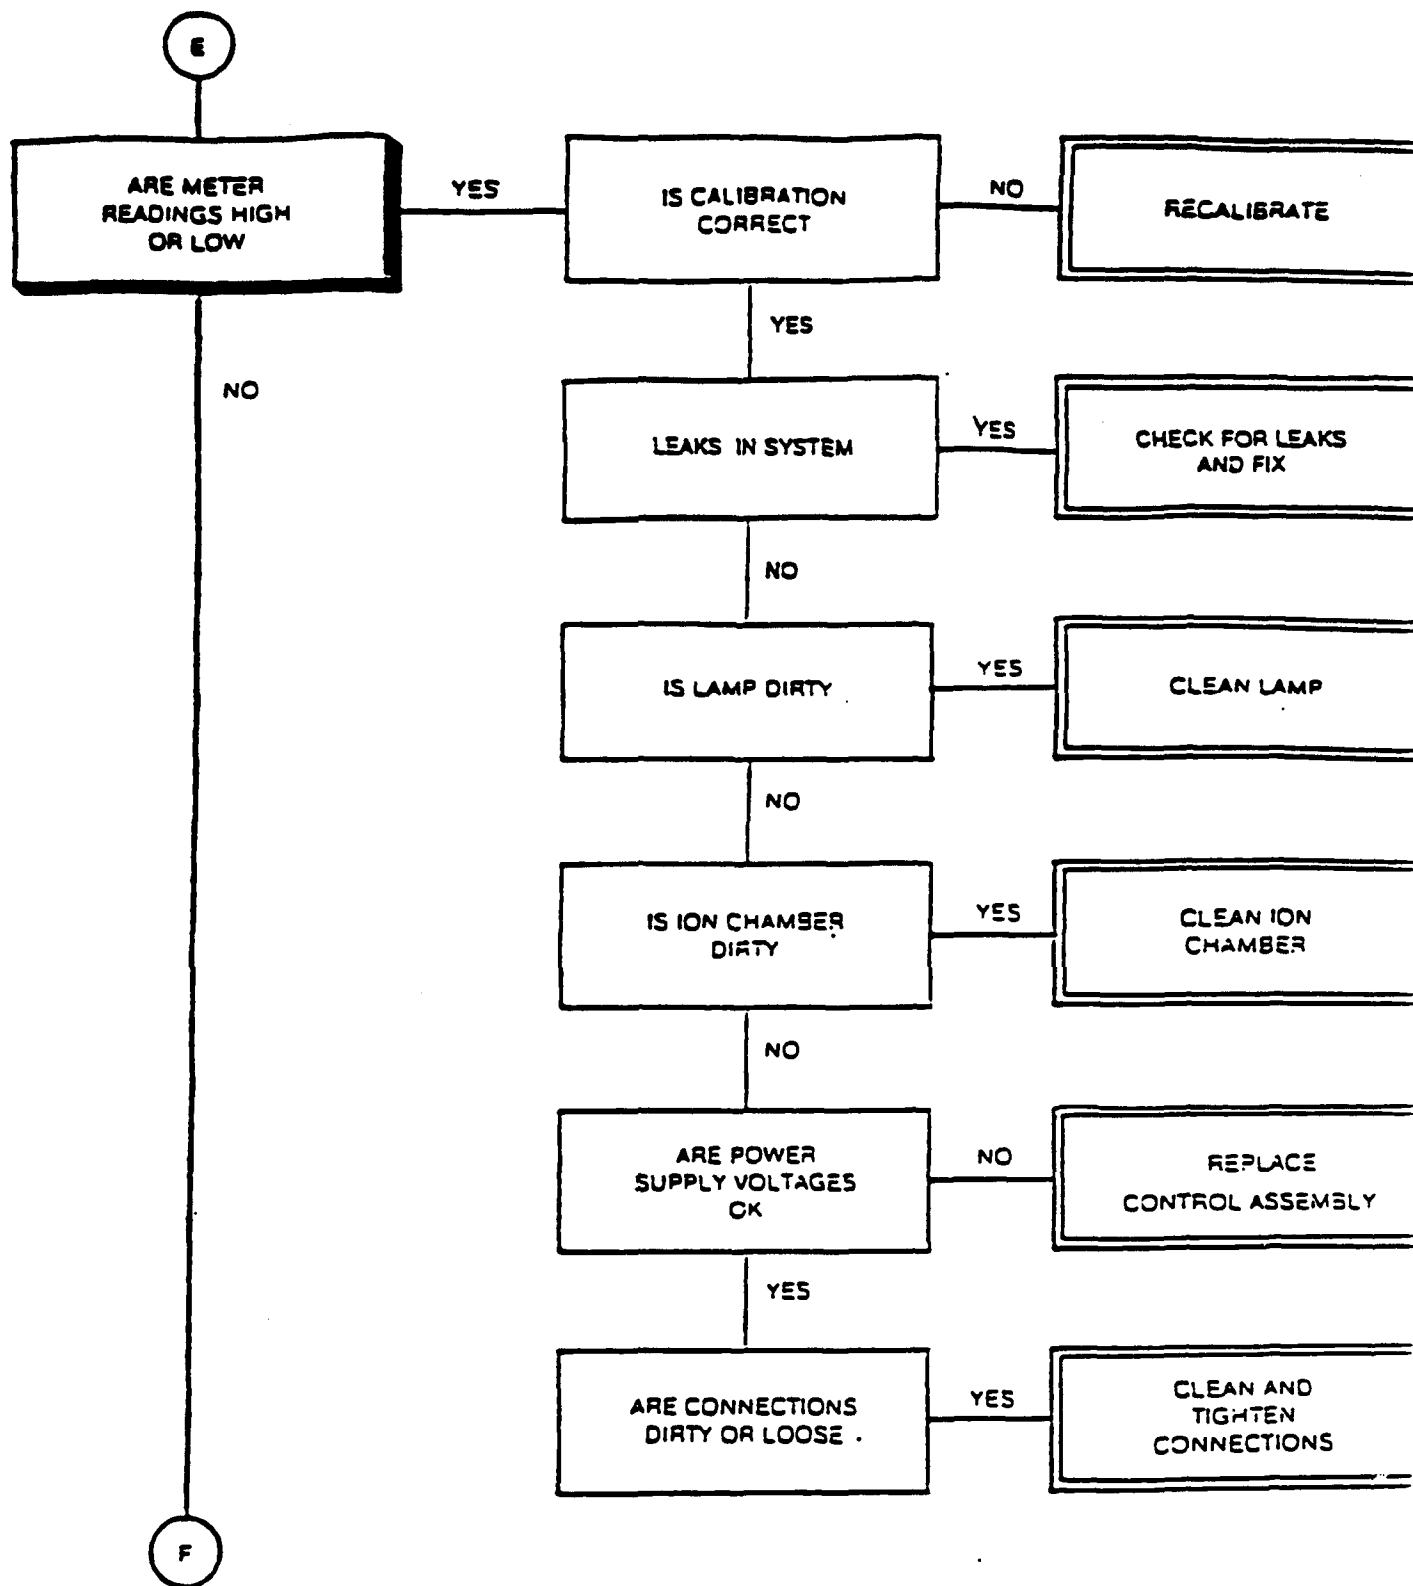 E
ARE METER
READINGS HIGH
OR LOW
YES
IS CALIBRATION
CORRECT
NO
RECALIBRATE
YES
NO
LEAKS IN SYSTEM
YES
CHECK FOR LEAKS
AND FIX
NO
IS LAMP DIRTY
YES
CLEAN LAMP
NO
IS ION CHAMBER
DIRTY
YES
CLEAN ION
CHAMBER
NO
ARE POWER
SUPPLY VOLTAGES
OK
NO
REPLACE
CONTROL ASSEMBLY
YES
ARE CONNECTIONS
DIRTY OR LOOSE
YES
CLEAN AND
TIGHTEN
CONNECTIONS
F